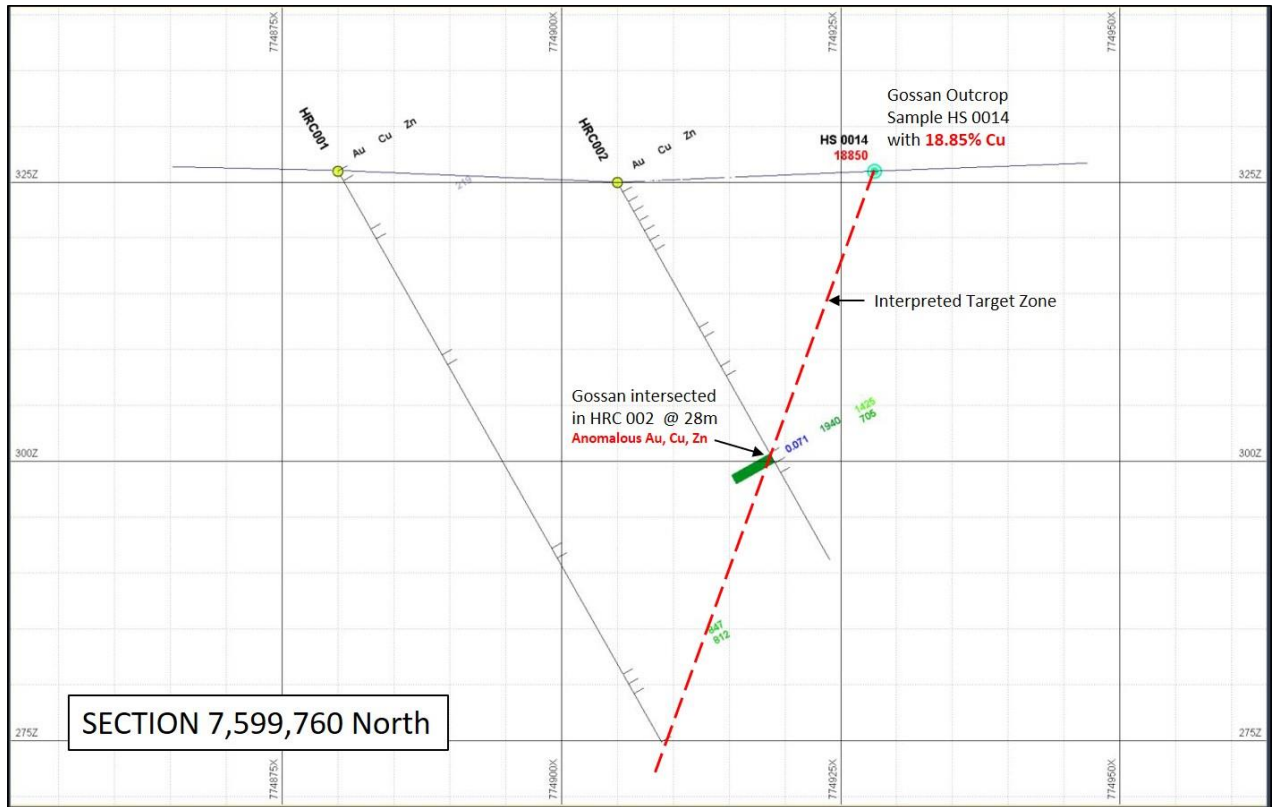 774875X
774900X
774925X
774950X
Gossan Outcrop
Sample HS 0014
with 18.85% Cu
HRC001
Au Cu Zn
HRC002
Au Cu Zn
HS 0014
18850
325Z
325Z
219
Interpreted Target Zone
Gossan intersected
in HRC 002 @ 28m
Anomalous Au, Cu, Zn
0.071
1940
1425
705
300Z
300Z
812
SECTION 7,599,760 North
275Z
275Z
774875X
774900X
774925X
774950X